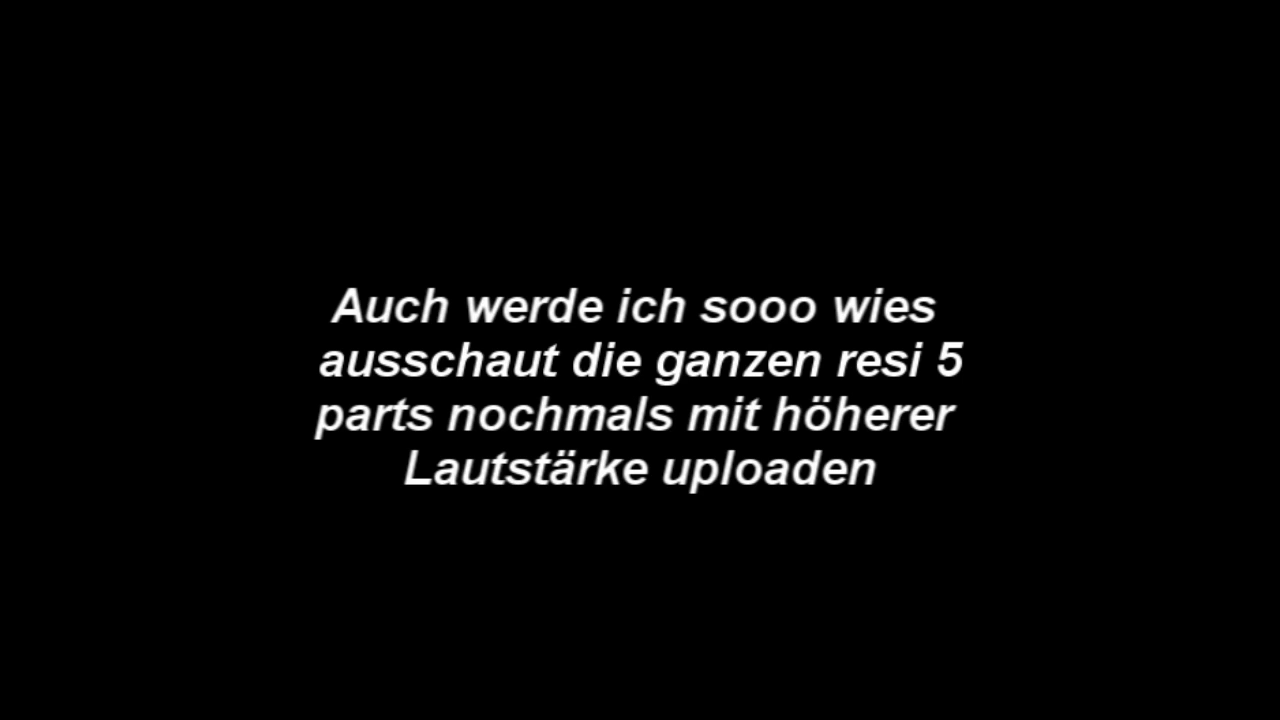 Auch werde ich sooo wies
ausschaut die ganzen resi 5
parts nochmals mit höherer
Lautstärke uploaden